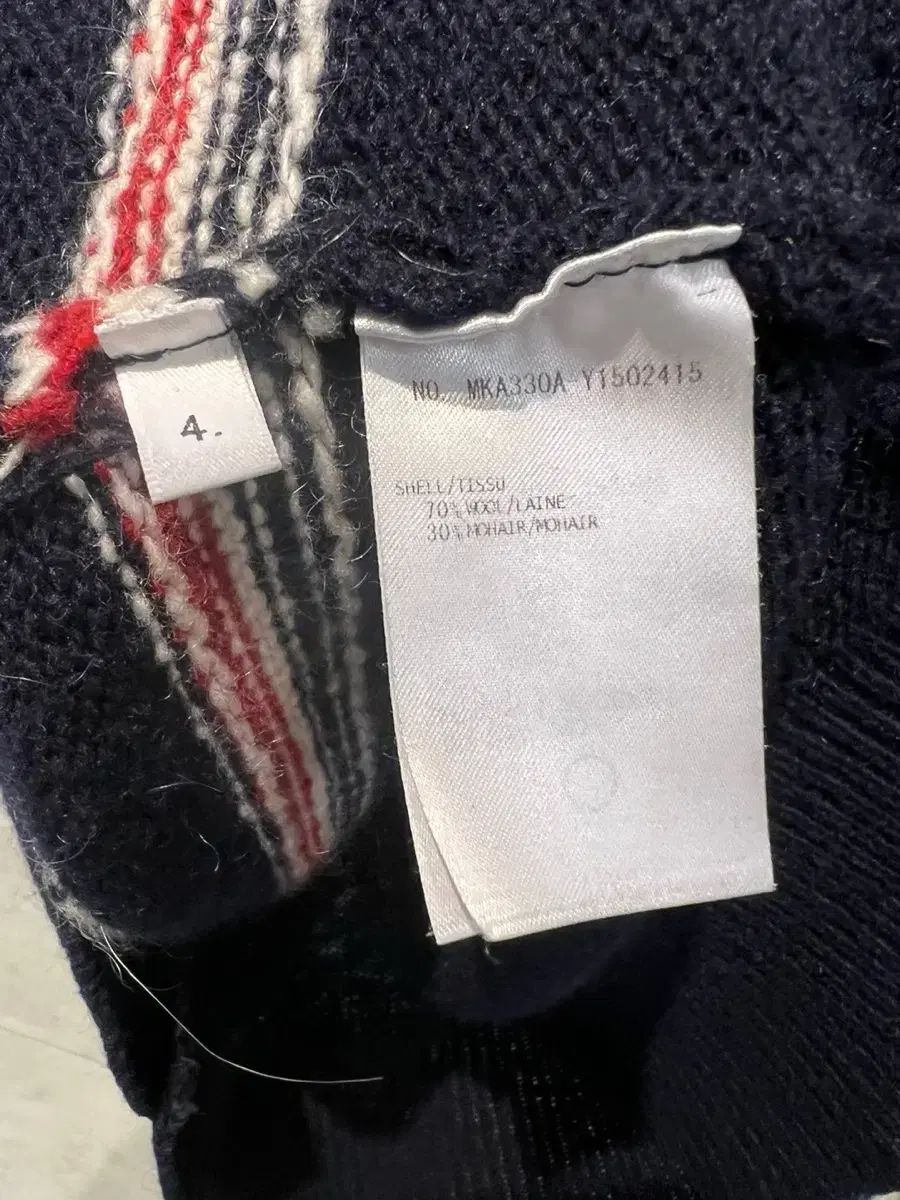 4.
NO. MKA330A-Y1502415
SHELL/TISSU
70% WOOL/LAINE
30% MOHAIR/MOHAIR